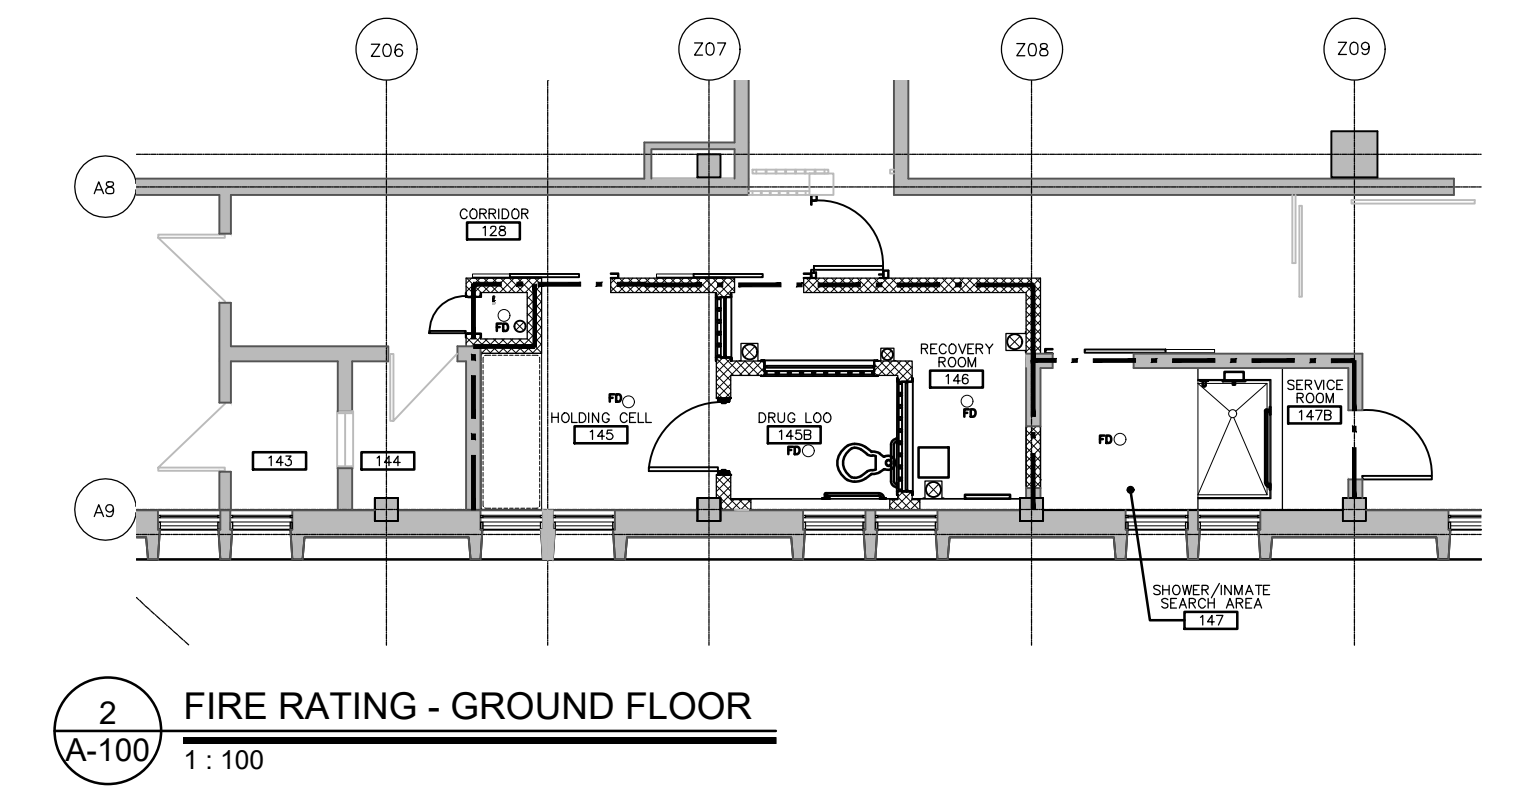 Z06
Z07
Z08
Z09
A8
CORRIDOR
128
FD
RECOVERY
ROOM
146
FD
SERVICE
ROOM
147B
FD
HOLDING CELL
145
DRUG LOO
145B
FD
FD
143
144
A9
SHOWER/INMATE
SEARCH AREA
147
2
A-100
FIRE RATING - GROUND FLOOR
1 : 100